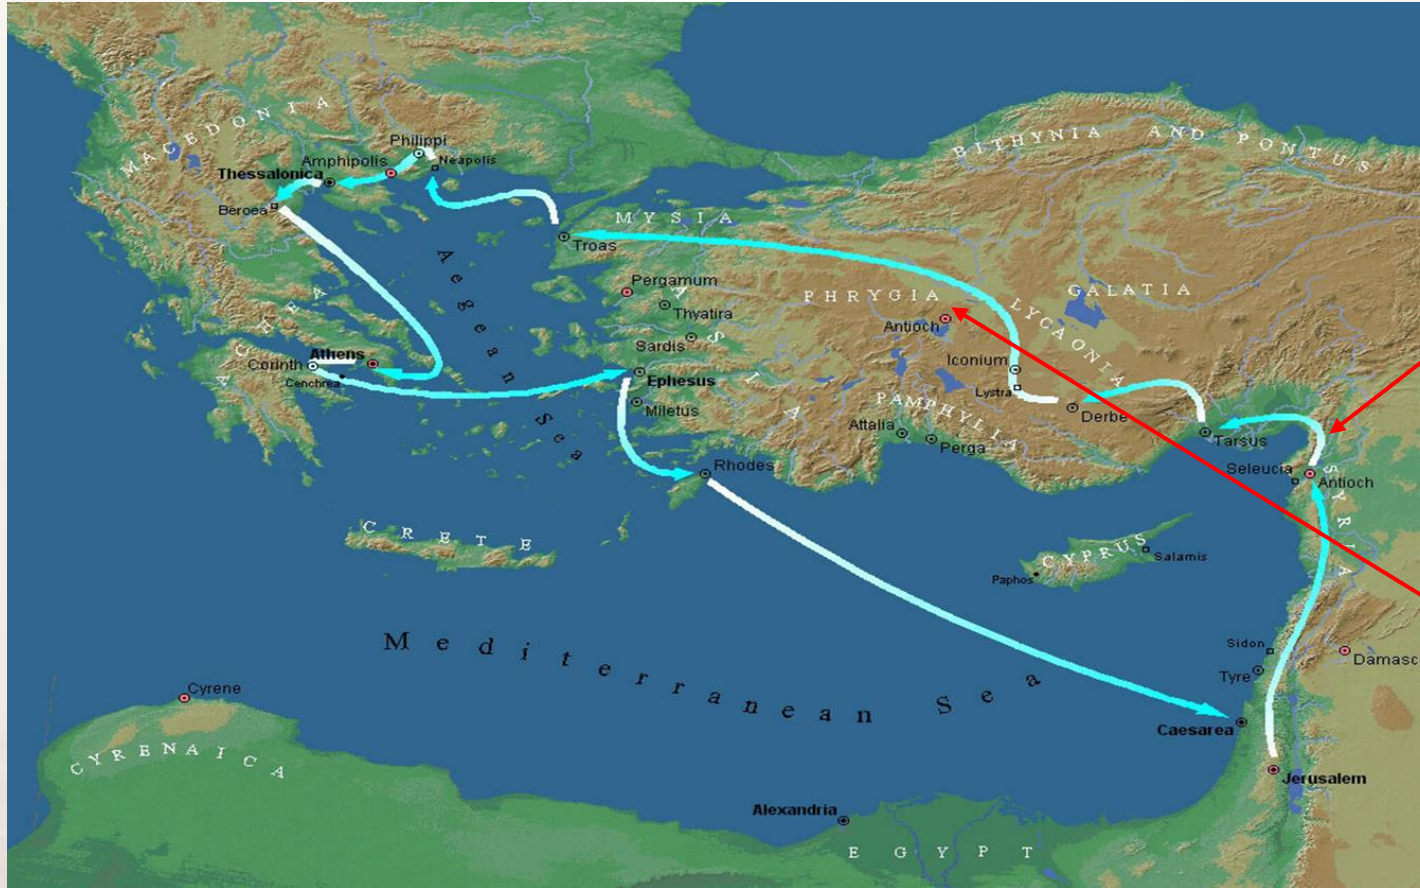 MACEDONIA
Philippi
Amphipolis
Neapolis
Thessalonica
Beroea
BITHYNIA AND PONTUS
MYSIA
Troas
Aegean Sea
Pergamum
Thyatira
Sardis
ASIA
PHRYGIA
Antioch
GALATIA
LYCAONIA
Iconium
Lystra
Derbe
ACHEA
Athens
Corinth
Cenchrea
Ephesus
Miletus
PAMPHYLIA
Attalia
Perga
Tarsus
Seleucia
Antioch
SYRIA
Rhodes
CRETE
CYPRUS
Salamis
Paphos
Mediterranean Sea
Sidon
Tyre
Damasc
Cyrene
CYRENAICA
Caesarea
Jerusalem
Alexandria
EGYPT